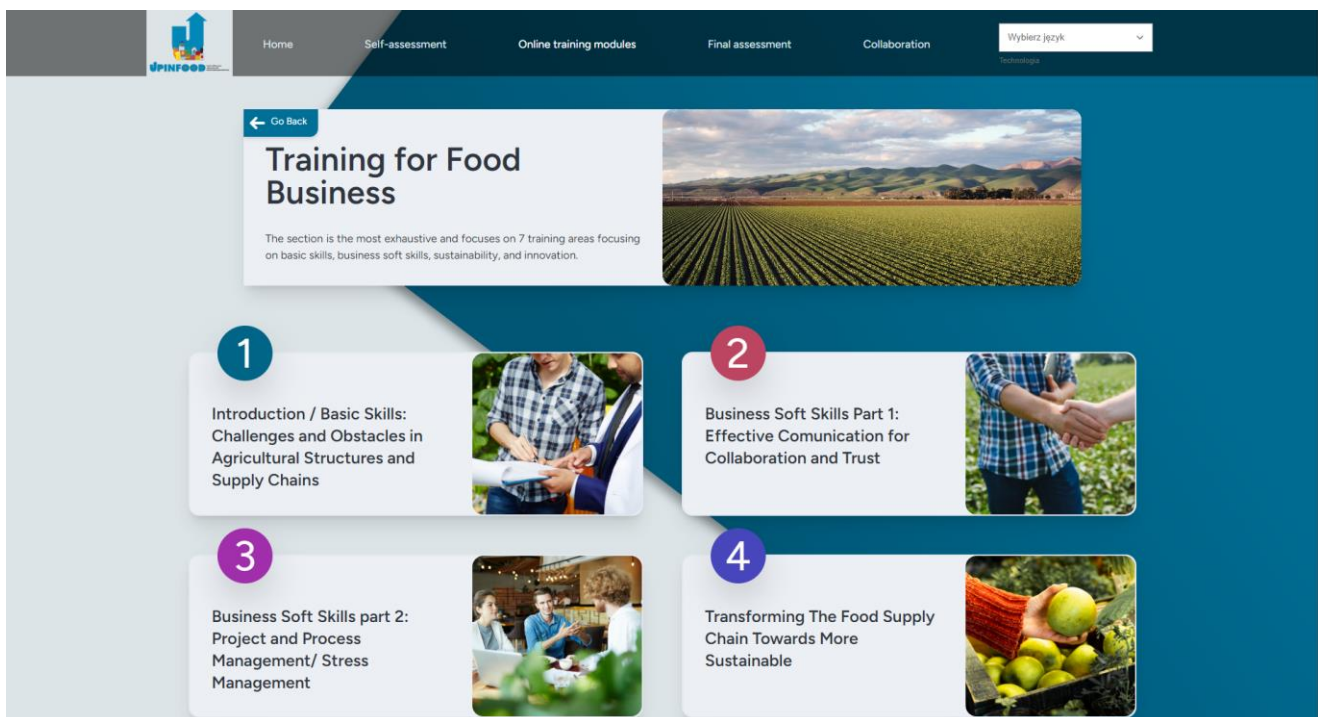 UPINFOOD
Home
Self-assessment
Online training modules
Final assessment
Collaboration
Wybierz język
Technologia
Go Back
Training for Food
Business
The section is the most exhaustive and focuses on 7 training areas focusing
on basic skills, business soft skills, sustainability, and innovation.
1
Introduction / Basic Skills:
Challenges and Obstacles in
Agricultural Structures and
Supply Chains
2
Business Soft Skills Part 1:
Effective Comunication for
Collaboration and Trust
3
Business Soft Skills part 2:
Project and Process
Management/ Stress
Management
4
Transforming The Food Supply
Chain Towards More
Sustainable